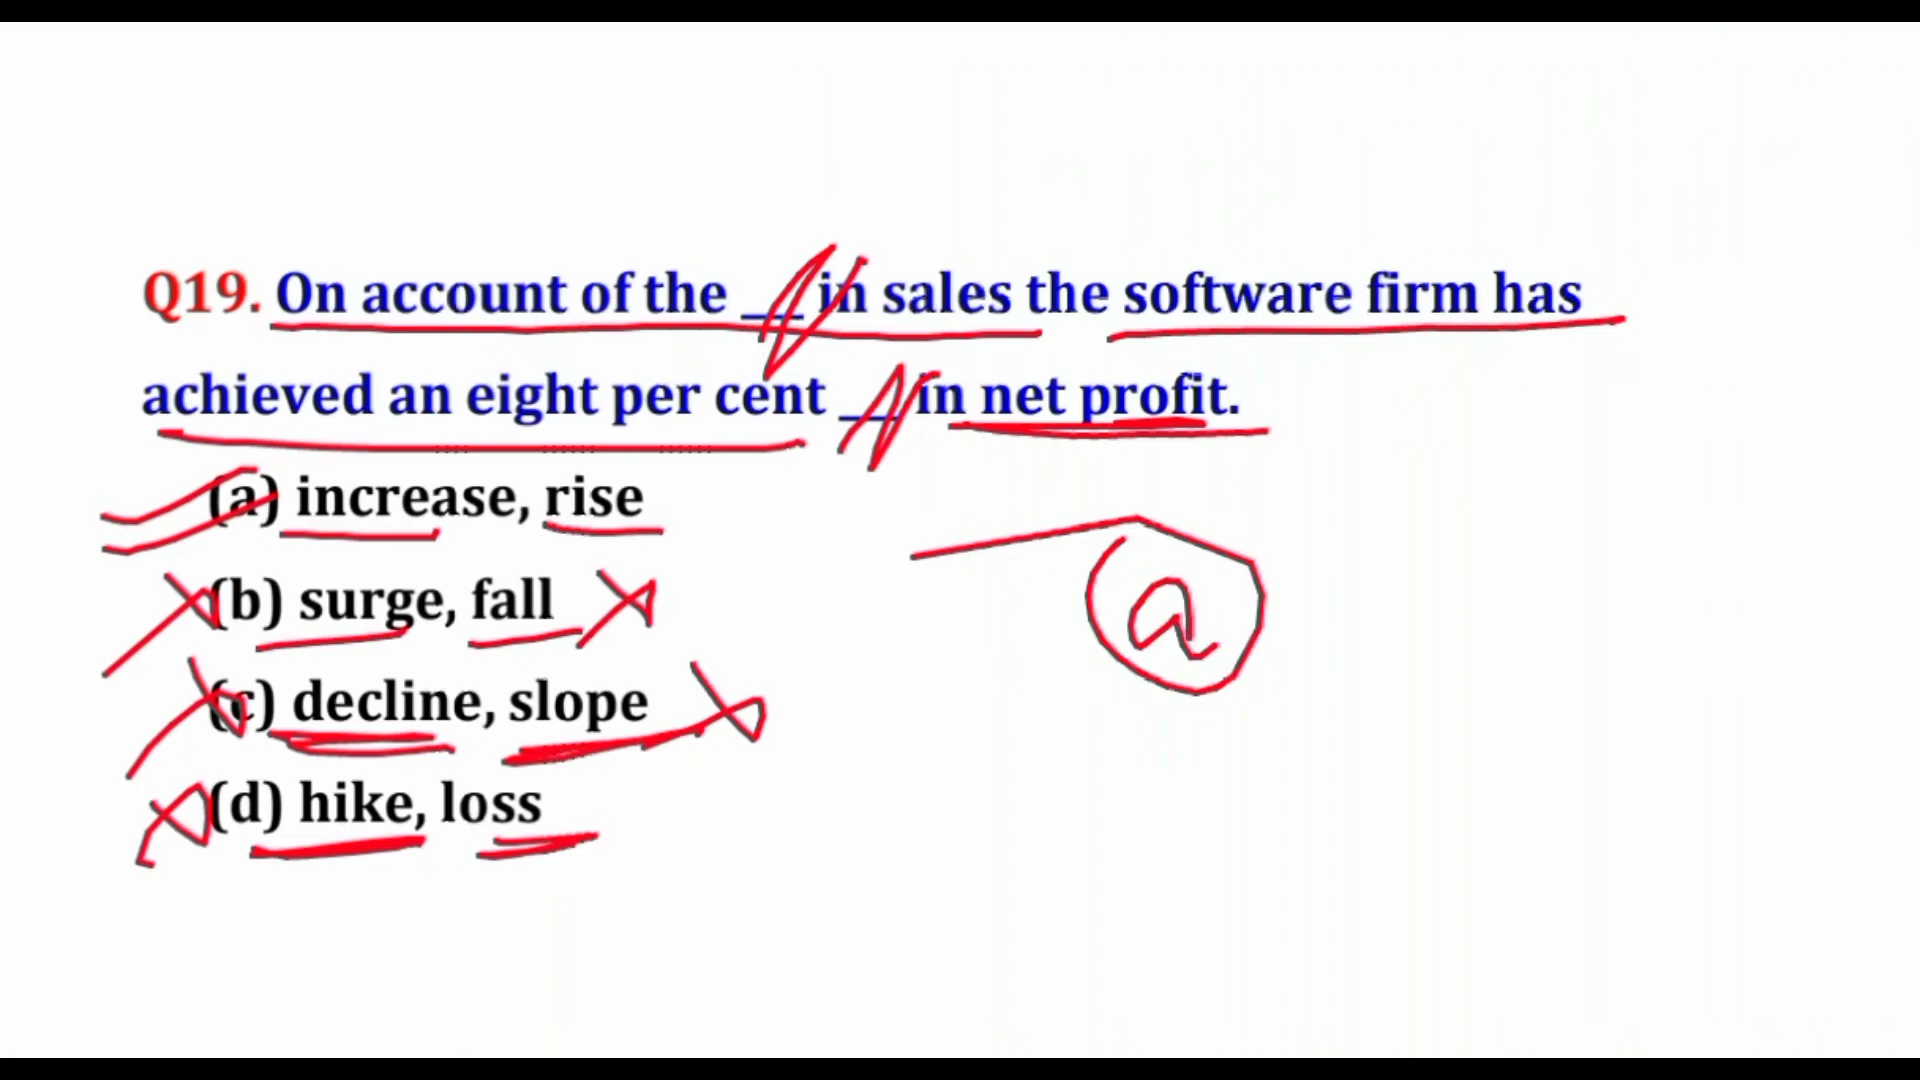 Q19. On account of the __ in sales the software firm has
achieved an eight per cent __ in net profit.
(a) increase, rise
(b) surge, fall
(c) decline, slope
(d) hike, loss
a